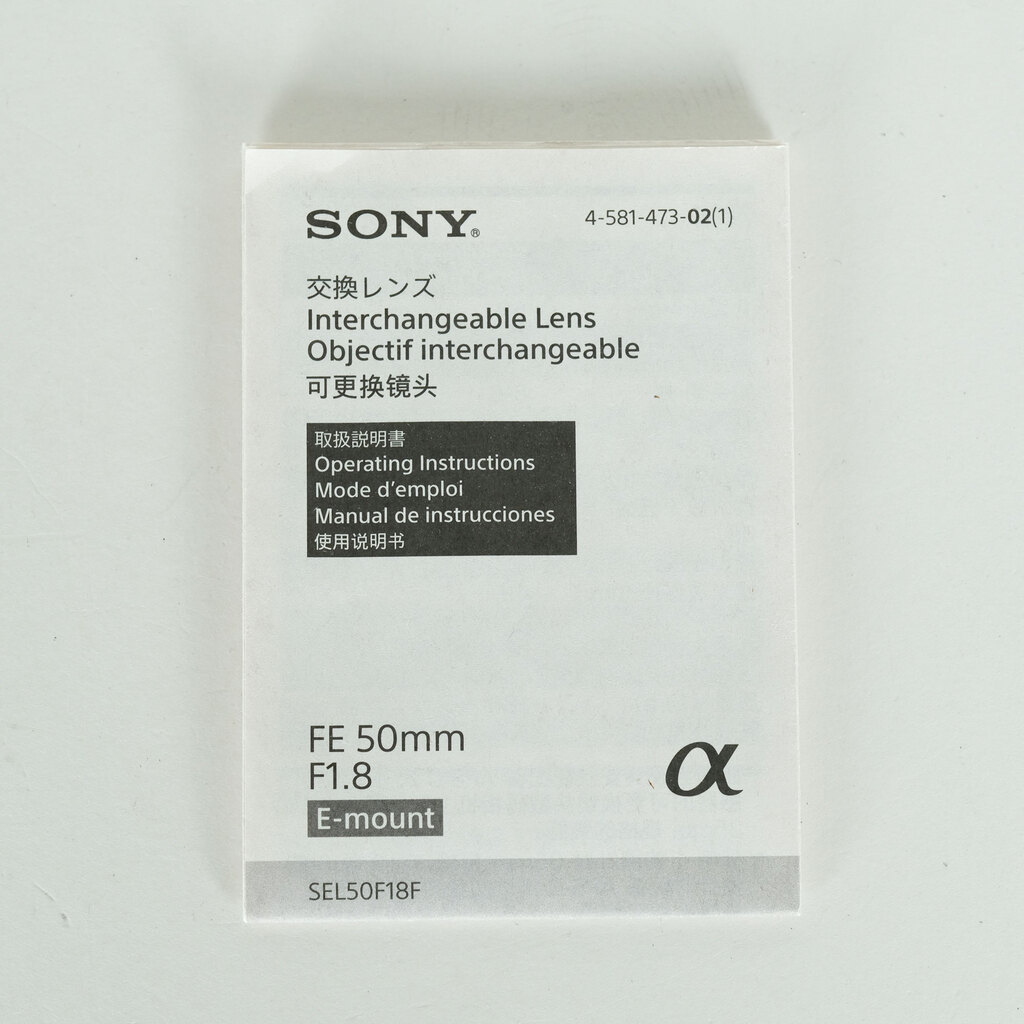 SONY®
4-581-473-02(1)
交換レンズ
Interchangeable Lens
Objectif interchangeable
可更换镜头
取扱説明書
Operating Instructions
Mode d'emploi
Manual de instrucciones
使用说明书
FE 50mm
F1.8
α
E-mount
SEL50F18F